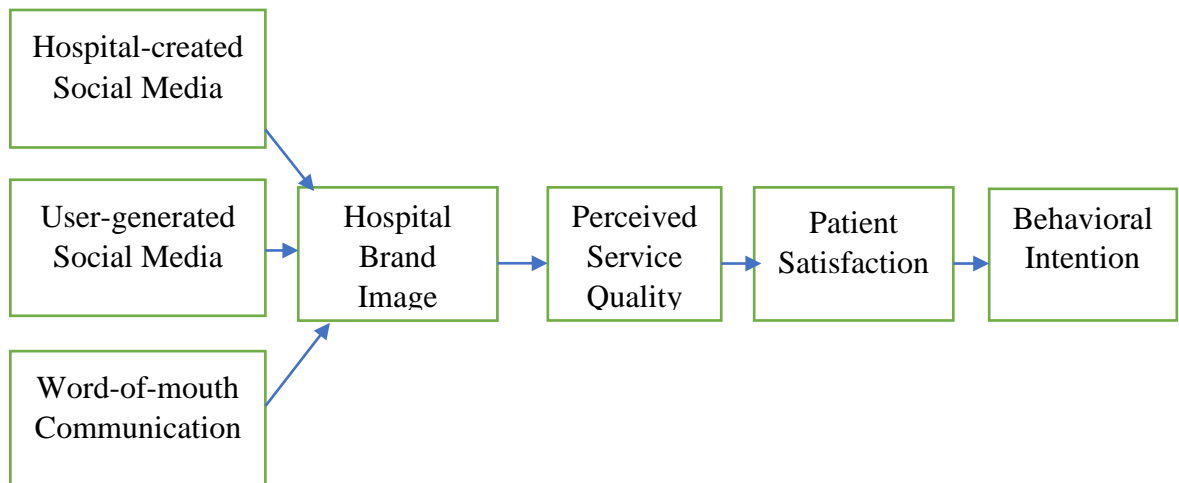 Hospital-created
Social Media
User-generated
Social Media
Word-of-mouth
Communication
Hospital
Brand
Image
Perceived
Service
Quality
Patient
Satisfaction
Behavioral
Intention